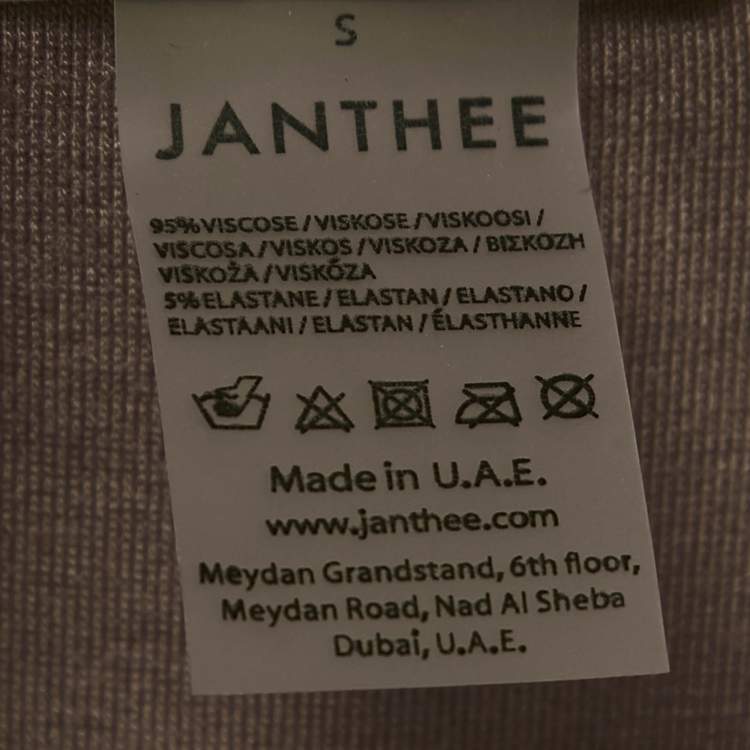 S
JANTHEE
95% VISCOSE / VISKOSE / VISKOOSI /
VISCOSA / VISKOS / VISKOZA / ΒΙΣΚΟΖΗ
VISKOŽA / VISKÓZA
5% ELASTANE / ELASTAN / ELASTANO /
ELASTAANI / ELASTAN / ÉLASTHANNE
Made in U.A.E.
www.janthee.com
Meydan Grandstand, 6th floor,
Meydan Road, Nad Al Sheba
Dubai, U.A.E.